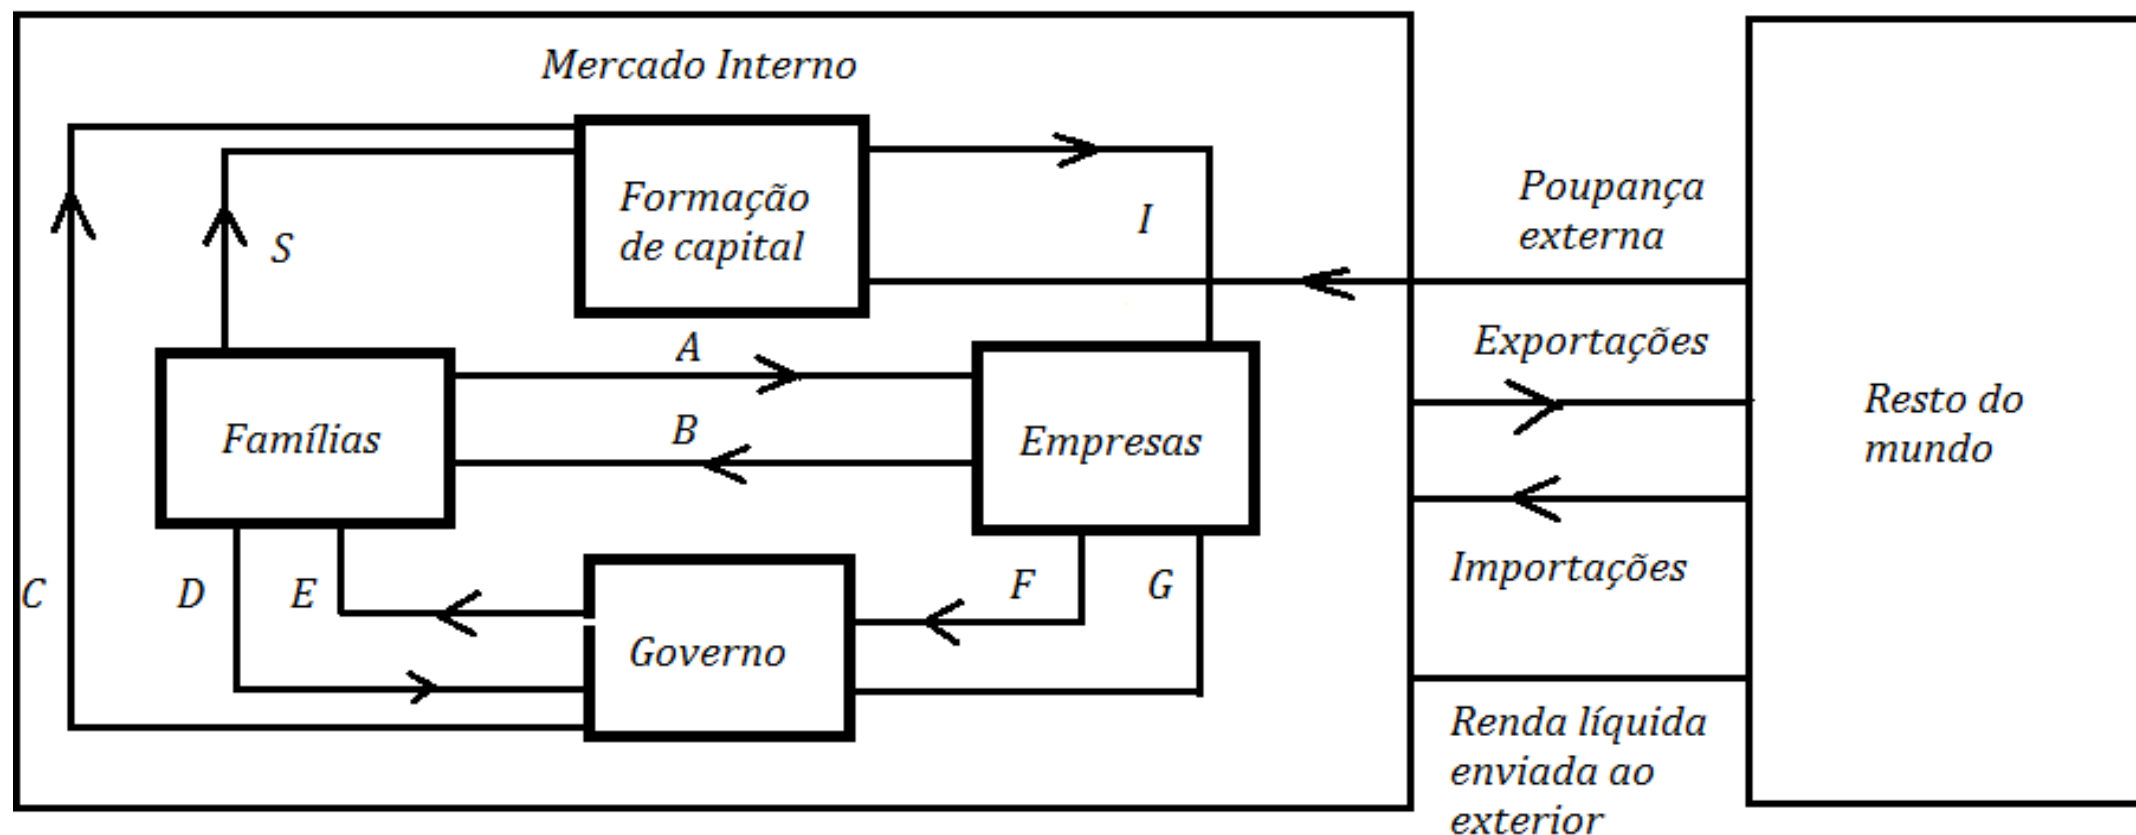 Mercado Interno
Formação
de capital
I
Poupança
externa
S
A
Exportações
B
Famílias
Empresas
Resto do
mundo
C
D
E
F
G
Importações
Governo
Renda líquida
enviada ao
exterior